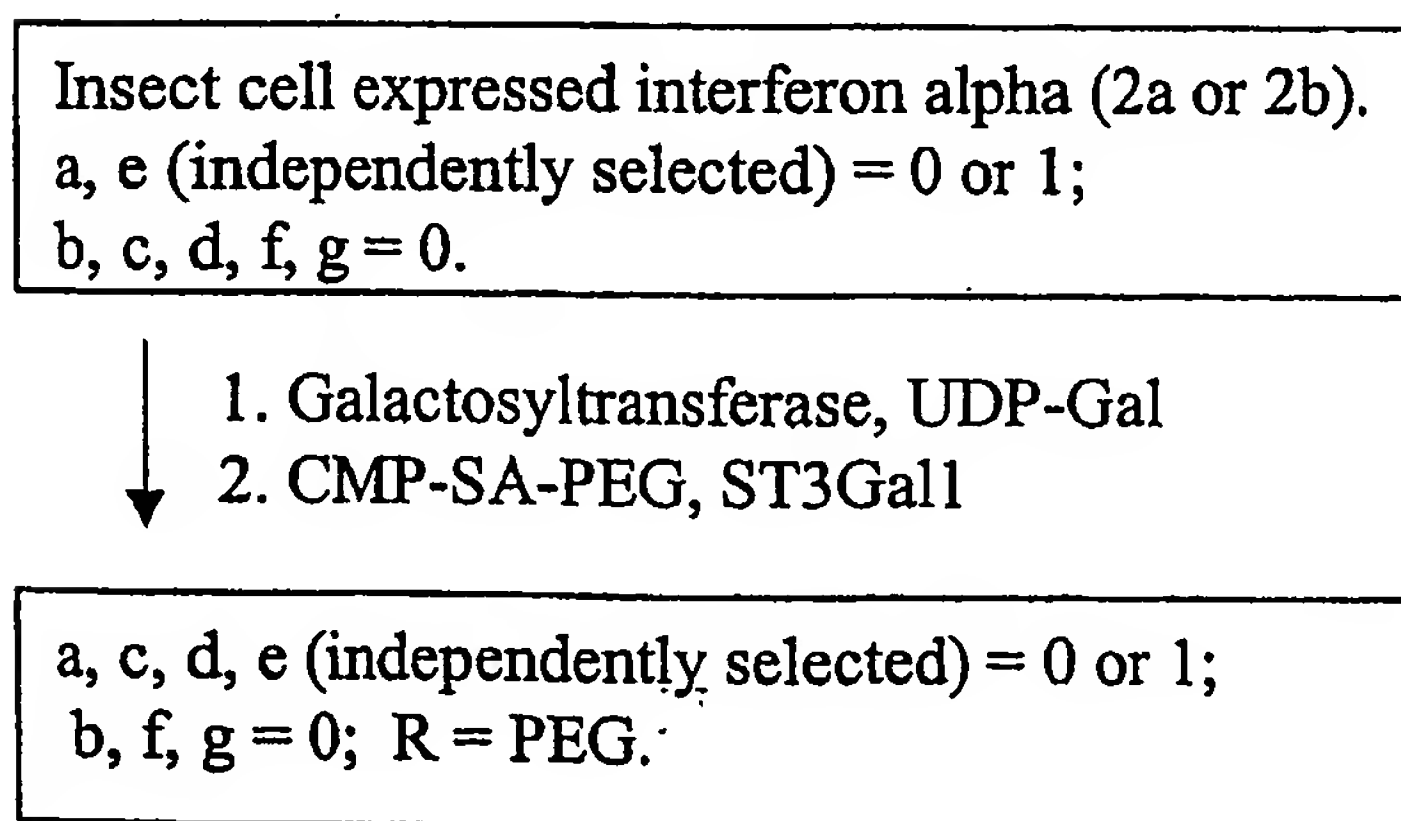 Insect cell expressed interferon alpha (2a or 2b).
a, e (independently selected) = 0 or 1;
b, c, d, f, g = 0.
1. Galactosyltransferase, UDP-Gal
2. CMP-SA-PEG, ST3Gal1
a, c, d, e (independently selected) = 0 or 1;
b, f, g = 0; R = PEG.